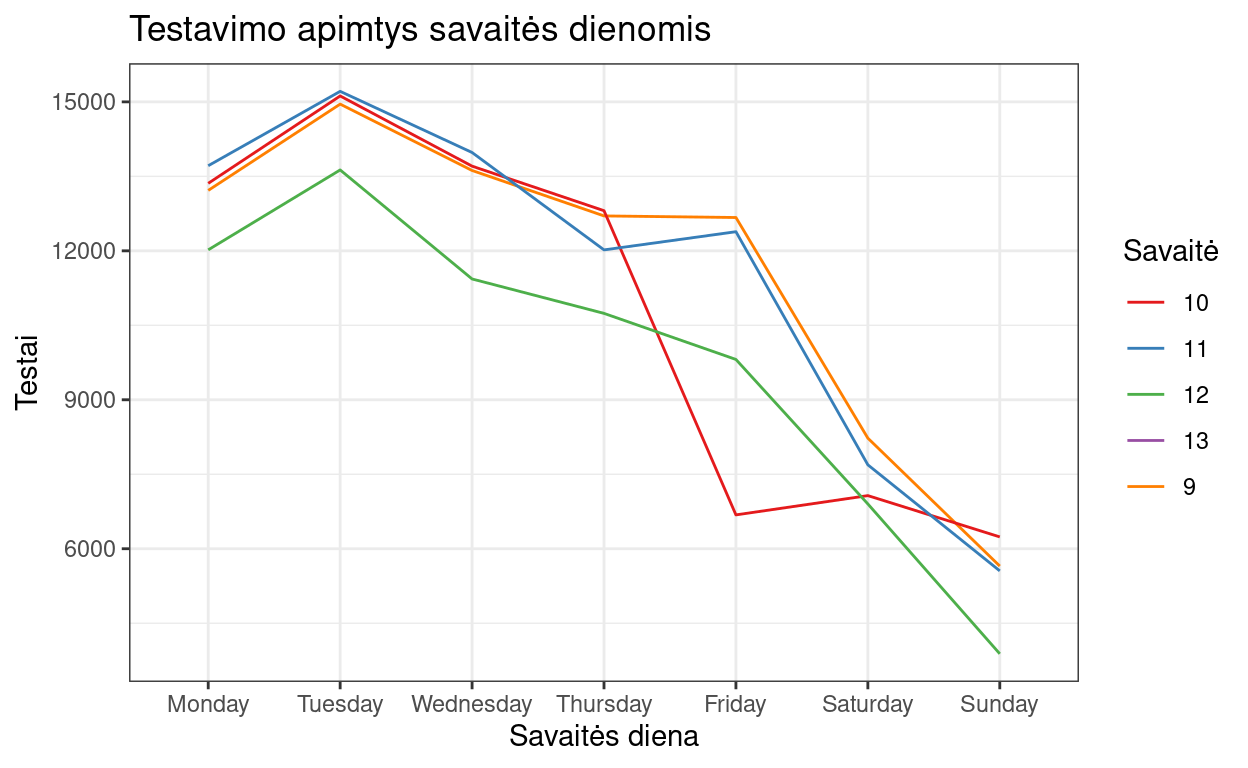 Testavimo apimtys savaitės dienomis
15000
12000
9000
6000
Testai
Monday Tuesday Wednesday Thursday Friday Saturday Sunday
Savaitės diena
Savaitė
10
11
12
13
9